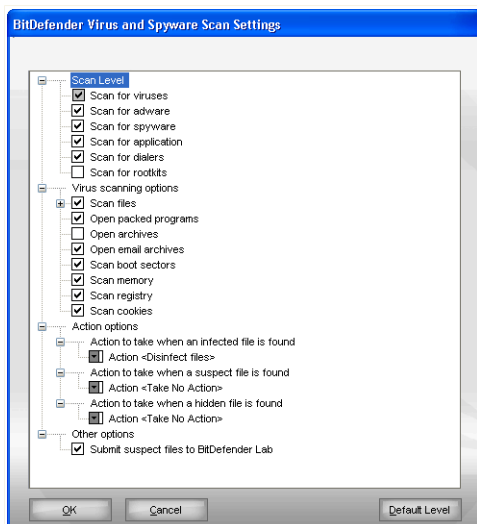 BitDefender Virus and Spyware Scan Settings
Scan Level
Scan for viruses
Scan for adware
Scan for spyware
Scan for application
Scan for dialers
Scan for rootkits
Virus scanning options
Scan files
Open packed programs
Open archives
Open email archives
Scan boot sectors
Scan memory
Scan registry
Scan cookies
Action options
Action to take when an infected file is found
Action <Disinfect files>
Action to take when a suspect file is found
Action <Take No Action>
Action to take when a hidden file is found
Action <Take No Action>
Other options
Submit suspect files to BitDefender Lab
OK Cancel Default Level